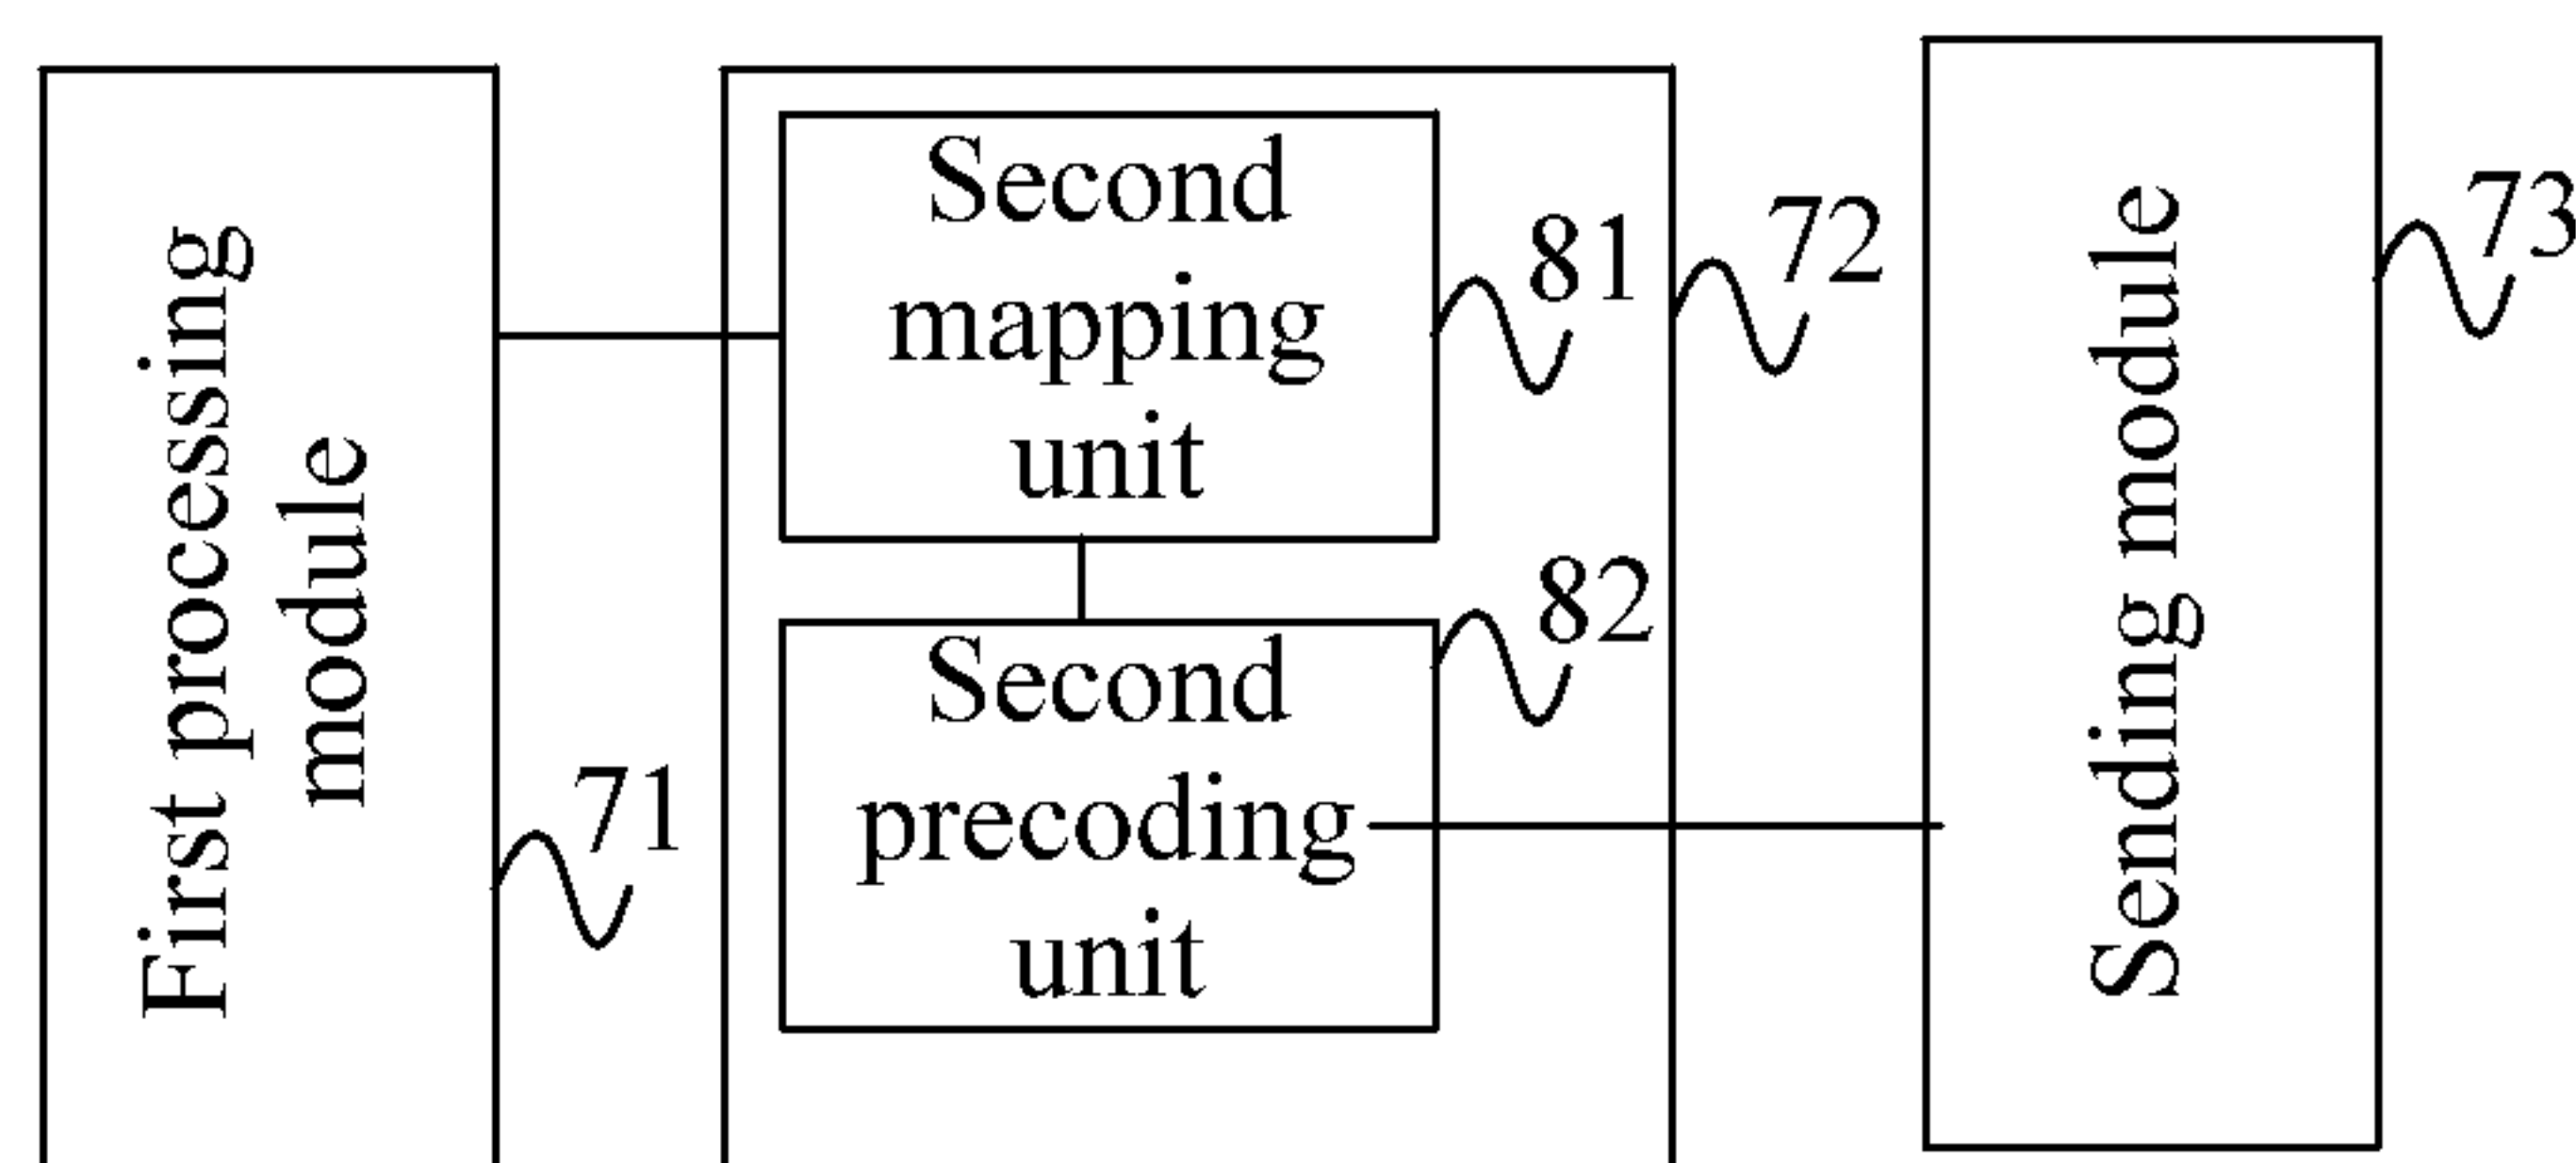 First processing
module
71
Second
mapping
unit
81
72
Second
precoding
unit
82
Sending module
73